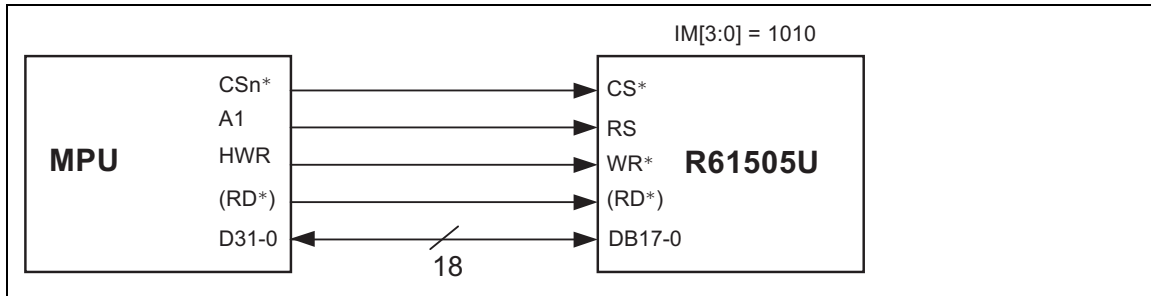 IM[3:0] = 1010
MPU
CSn*
A1
HWR
(RD*)
D31-0
18
CS*
RS
WR*
(RD*)
DB17-0
R61505U